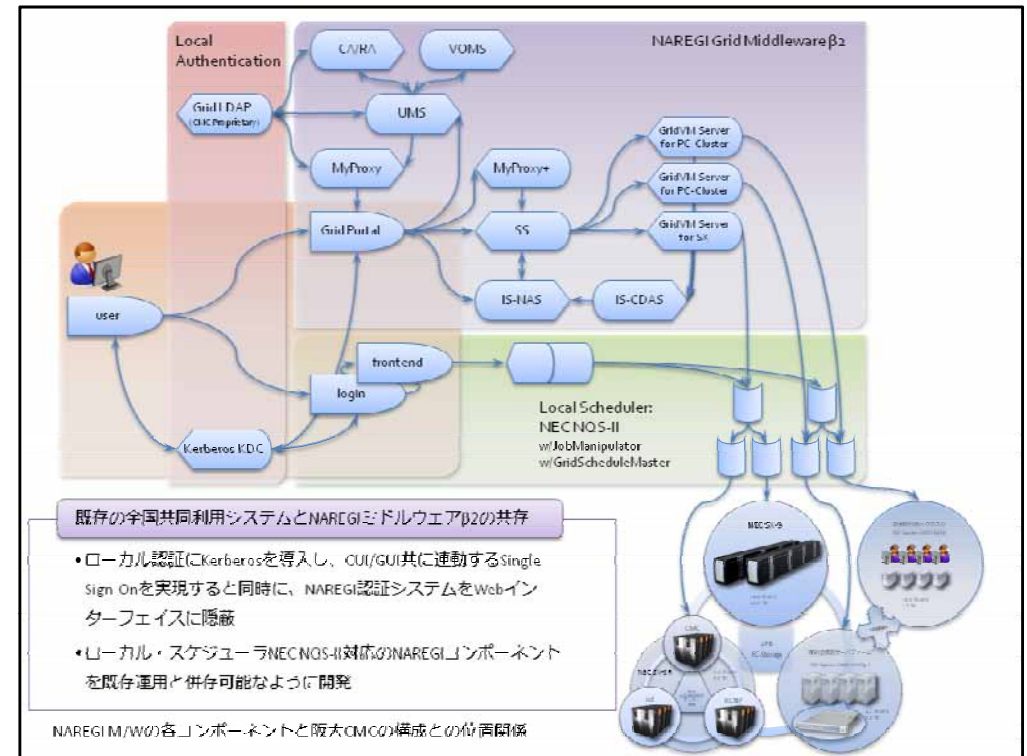 Local
Authentication
NAREGI Grid Middleware β2
CA/RA
VOMS
Grid LDAP
(CMC Proprietary)
UMS
GridVM Server
for PC-Cluster
MyProxy
MyProxy+
GridVM Server
for PC-Cluster
Grid Portal
SS
GridVM Server
for SX
IS-NAS
IS-CDAS
user
frontend
login
Local Scheduler:
NEC NQS-II
w/JobManipulator
w/GridScheduleMaster
Kerberos KDC
既存の全国共同利用システムとNAREGIミドルウェアβ2の共存
•ローカル認証にKerberosを導入し、CUI/GUI共に連動するSingle
Sign Onを実現すると同時に、NAREGI認証システムをWebイン
ターフェイスに隠蔽
•ローカル・スケジューラNEC NQS-II対応のNAREGIコンポーネント
を既存運用と併存可能なように開発
NAREGI M/Wの各コンポーネントと阪大CMCの構成との位置関係
NEC SX-9
CMC